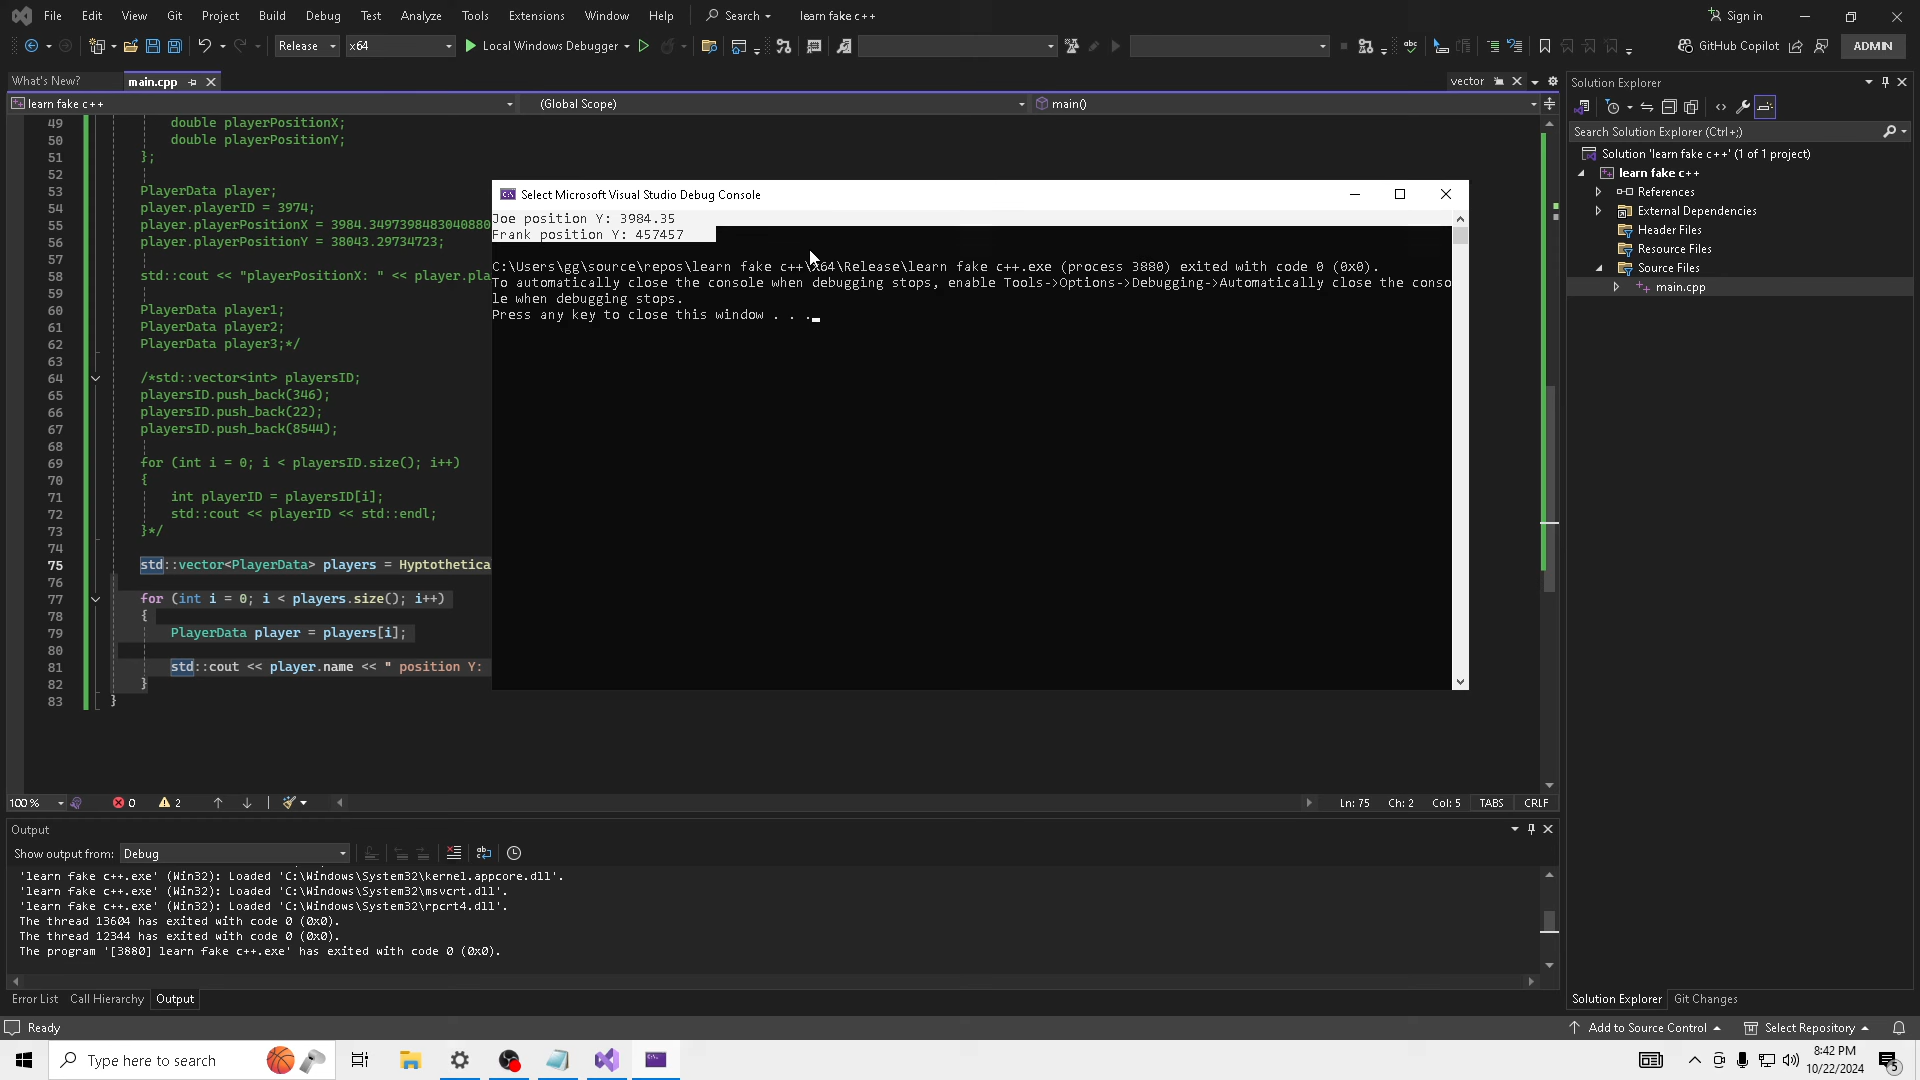 File Edit View Git Project Build Debug Test Analyze Tools Extensions Window Help Search learn fake c++ Sign in
Release x64 Local Windows Debugger GitHub Copilot ADMIN
What's New? main.cpp vector
learn fake c++ (Global Scope) main()
49 double playerPositionX;
50 double playerPositionY;
51 };
52
53 PlayerData player;
54 player.playerID = 3974;
55 player.playerPositionX = 3984.3497398483040880
56 player.playerPositionY = 38043.29734723;
57
58 std::cout << "playerPositionX: " << player.pla
59
60 PlayerData player1;
61 PlayerData player2;
62 PlayerData player3;*/
63
64 /*std::vector<int> playersID;
65 playersID.push_back(346);
66 playersID.push_back(22);
67 playersID.push_back(8544);
68
69 for (int i = 0; i < playersID.size(); i++)
70 {
71 int playerID = playersID[i];
72 std::cout << playerID << std::endl;
73 }*/
74
75 std::vector<PlayerData> players = Hyptothetica
76
77 for (int i = 0; i < players.size(); i++)
78 {
79 PlayerData player = players[i];
80
81 std::cout << player.name << " position Y:
82 }
83 }
Select Microsoft Visual Studio Debug Console
Joe position Y: 3984.35
Frank position Y: 457457
C:\Users\gg\source\repos\learn fake c++\x64\Release\learn fake c++.exe (process 3880) exited with code 0 (0x0).
To automatically close the console when debugging stops, enable Tools->Options->Debugging->Automatically close the conso
le when debugging stops.
Press any key to close this window . . .
Solution Explorer
Search Solution Explorer (Ctrl+;)
Solution 'learn fake c++' (1 of 1 project)
learn fake c++
References
External Dependencies
Header Files
Resource Files
Source Files
main.cpp
100 % 0 2 Ln: 75 Ch: 2 Col: 5 TABS CRLF
Output
Show output from: Debug
'learn fake c++.exe' (Win32): Loaded 'C:\Windows\System32\kernel.appcore.dll'.
'learn fake c++.exe' (Win32): Loaded 'C:\Windows\System32\msvcrt.dll'.
'learn fake c++.exe' (Win32): Loaded 'C:\Windows\System32\rpcrt4.dll'.
The thread 13604 has exited with code 0 (0x0).
The thread 12344 has exited with code 0 (0x0).
The program '[3880] learn fake c++.exe' has exited with code 0 (0x0).
Error List Call Hierarchy Output
Solution Explorer Git Changes
Ready Add to Source Control Select Repository
Type here to search
8:42 PM
10/22/2024
5